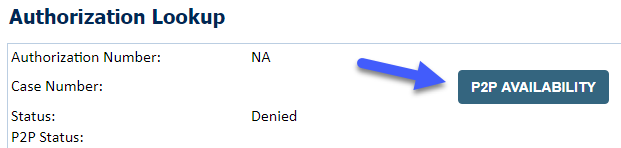 Authorization Lookup
Authorization Number: NA
Case Number:
P2P AVAILABILITY
Status: Denied
P2P Status: